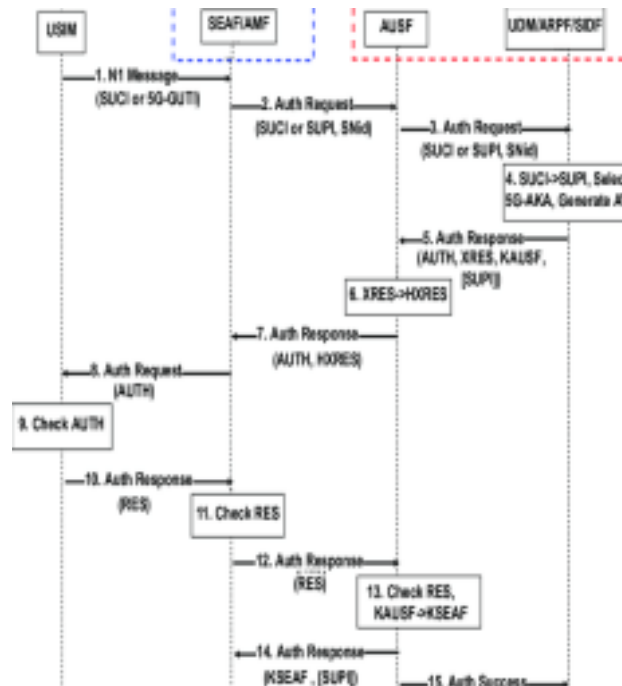 USIM
SEAF/AMF
AUSF
UDM/ARPF/SIDF
1. N1 Message
(SUCI or 5G-GUTI)
2. Auth Request
(SUCI or SUPI, SNid)
3. Auth Request
(SUCI or SUPI, SNid)
4. SUCI->SUPI, Selec
5G-AKA, Generate A
5. Auth Response
(AUTH, XRES, KAUSF,
[SUPI])
6. XRES->HXRES
7. Auth Response
(AUTH, HXRES)
8. Auth Request
(AUTH)
9. Check AUTH
10. Auth Response
(RES)
11. Check RES
12. Auth Response
(RES)
13. Check RES,
KAUSF->KSEAF
14. Auth Response
(KSEAF , [SUPI])
15. Auth Success